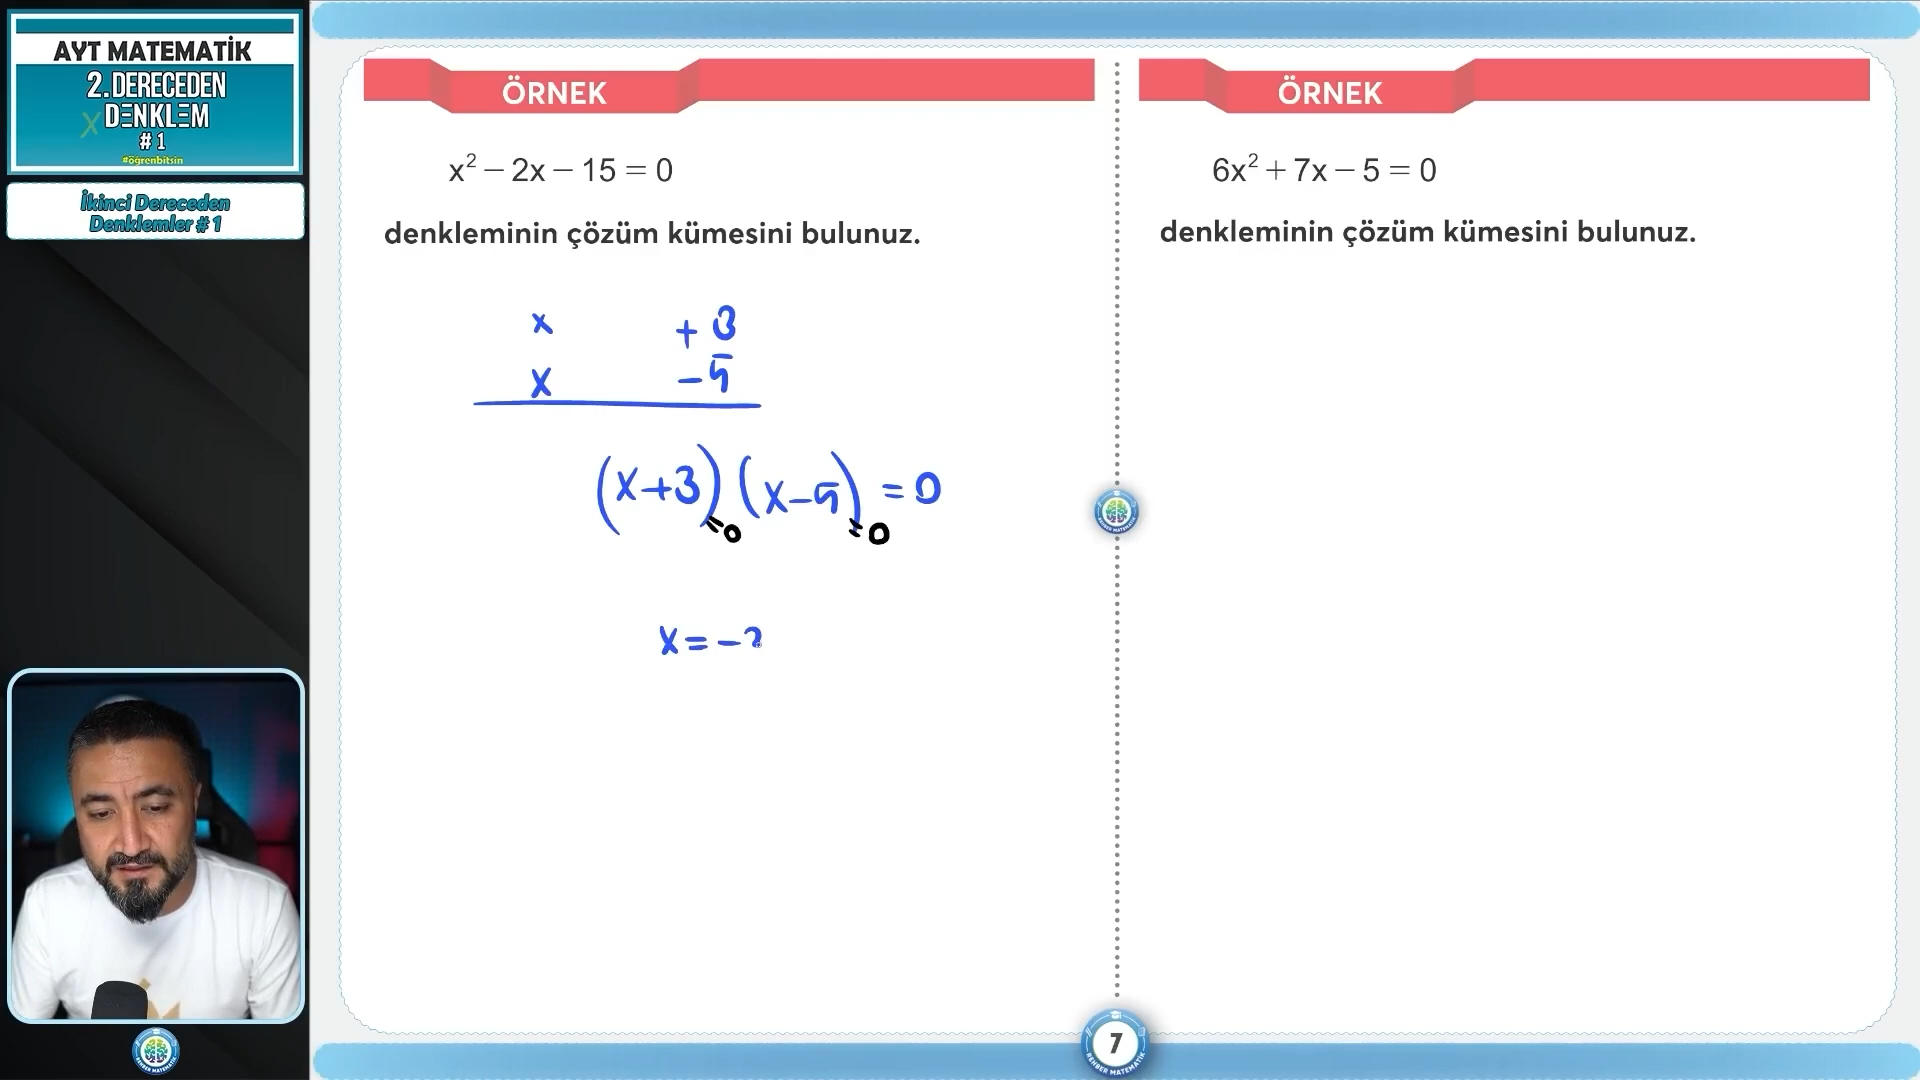 AYT MATEMATİK
2. DERECEDEN
DENKLEM
# 1
#öğrenbitsin
İkinci Dereceden
Denklemler # 1
ÖRNEK
x² − 2x − 15 = 0
denkleminin çözüm kümesini bulunuz.
x + 3
x − 5
(x+3) (x−5) = 0
=0 =0
x = −3
ÖRNEK
6x² + 7x − 5 = 0
denkleminin çözüm kümesini bulunuz.
7
REHBER MATEMATİK